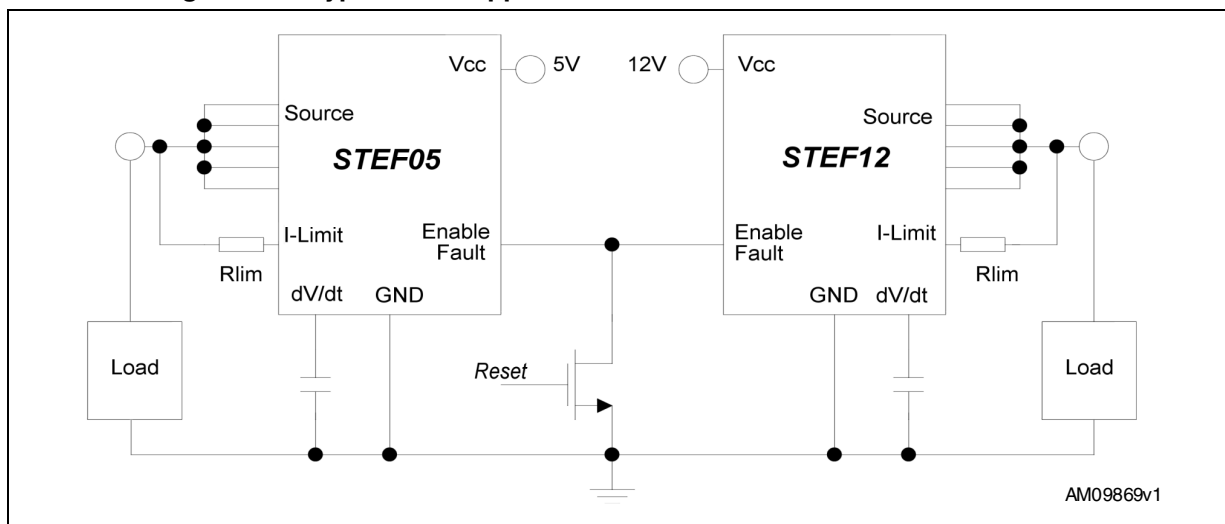 Vcc
5V
12V
Vcc
Source
Source
STEF05
STEF12
I-Limit
Enable
Fault
Enable
Fault
I-Limit
Rlim
Rlim
dV/dt
GND
GND
dV/dt
Load
Reset
Load
AM09869v1